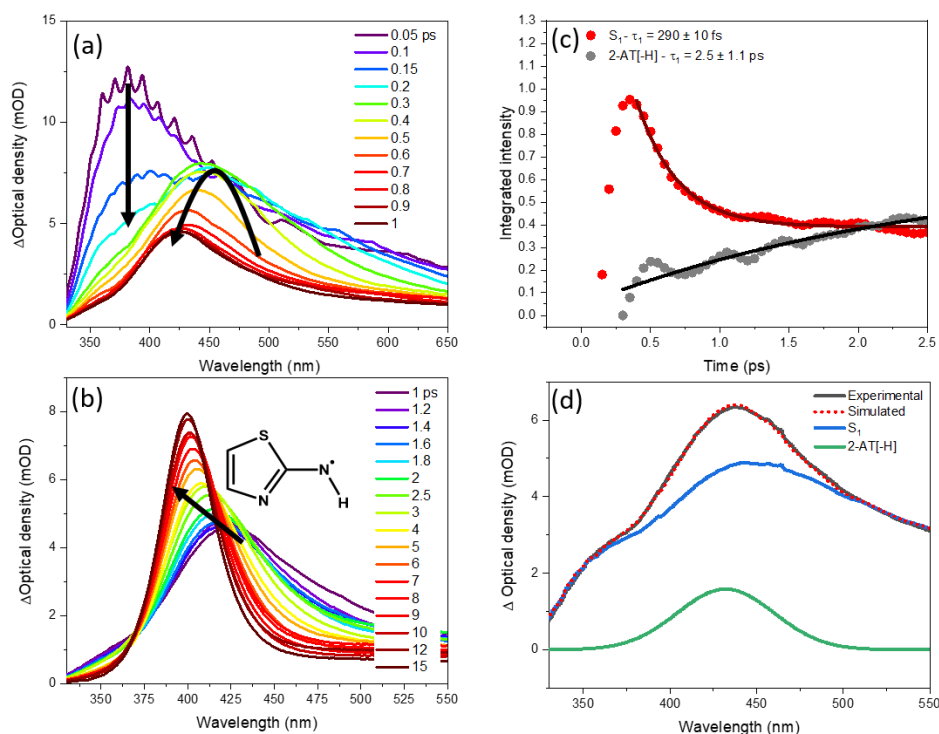 (a)
ΔOptical density (mOD)
15
10
5
0
350 400 450 500 550 600 650
Wavelength (nm)
0.05 ps
0.1
0.15
0.2
0.3
0.4
0.5
0.6
0.7
0.8
0.9
1
(c)
S1- τ1 = 290 ± 10 fs
2-AT[-H] - τ1 = 2.5 ± 1.1 ps
Integrated intensity
1.3
1.2
1.1
1.0
0.9
0.8
0.7
0.6
0.5
0.4
0.3
0.2
0.1
0.0
0.0 0.5 1.0 1.5 2.0 2.5
Time (ps)
(b)
ΔOptical density (mOD)
8
6
4
2
0
350 375 400 425 450 475 500 525 550
Wavelength (nm)
1 ps
1.2
1.4
1.6
1.8
2
2.5
3
4
5
6
7
8
9
10
12
15
S
N
N
H
(d)
Δ Optical density (mOD)
6
4
2
0
350 400 450 500 550
Wavelength (nm)
Experimental
Simulated
S1
2-AT[-H]